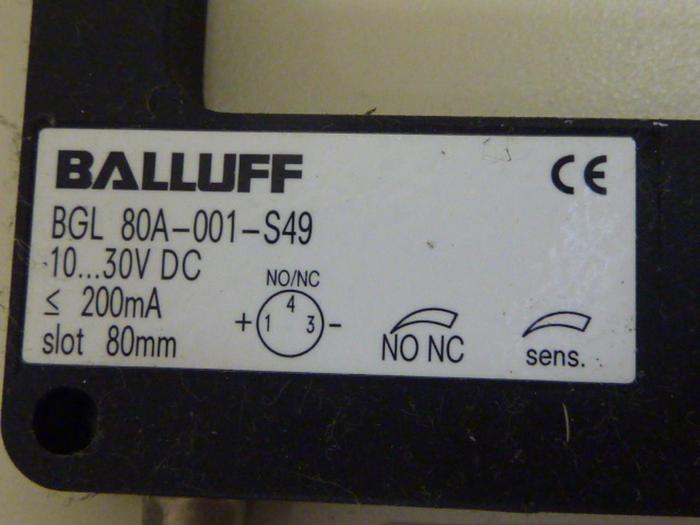 BALLUFF
CE
BGL 80A-001-S49
10...30V DC
≤ 200mA
slot 80mm
NO/NC
4
+ 1 3 -
NO NC
sens.